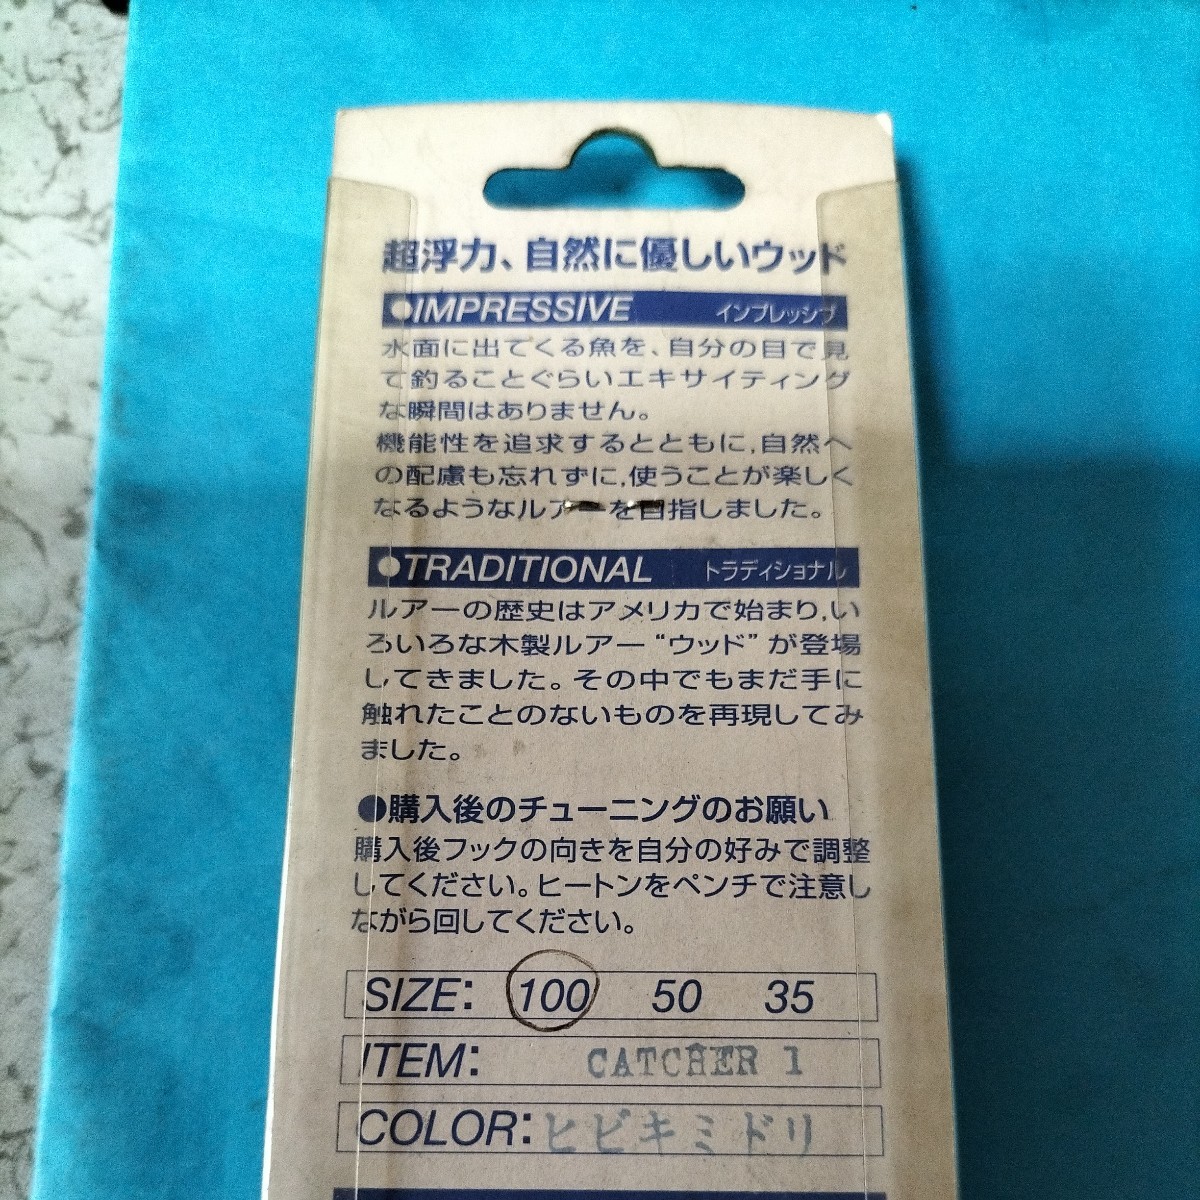 超浮力、自然に優しいウッド
●IMPRESSIVE インプレッシブ
水面に出てくる魚を、自分の目で見
て釣ることぐらいエキサイティング
な瞬間はありません。
機能性を追求するとともに,自然へ
の配慮も忘れずに,使うことが楽しく
なるようなルアーを目指しました。
●TRADITIONAL トラディショナル
ルアーの歴史はアメリカで始まり,い
ろいろな木製ルアー“ウッド”が登場
してきました。その中でもまだ手に
触れたことのないものを再現してみ
ました。
●購入後のチューニングのお願い
購入後フックの向きを自分の好みで調整
してください。ヒートンをペンチで注意し
ながら回してください。
SIZE: 100 50 35
ITEM: CATCHER 1
COLOR: ヒビキミドリ